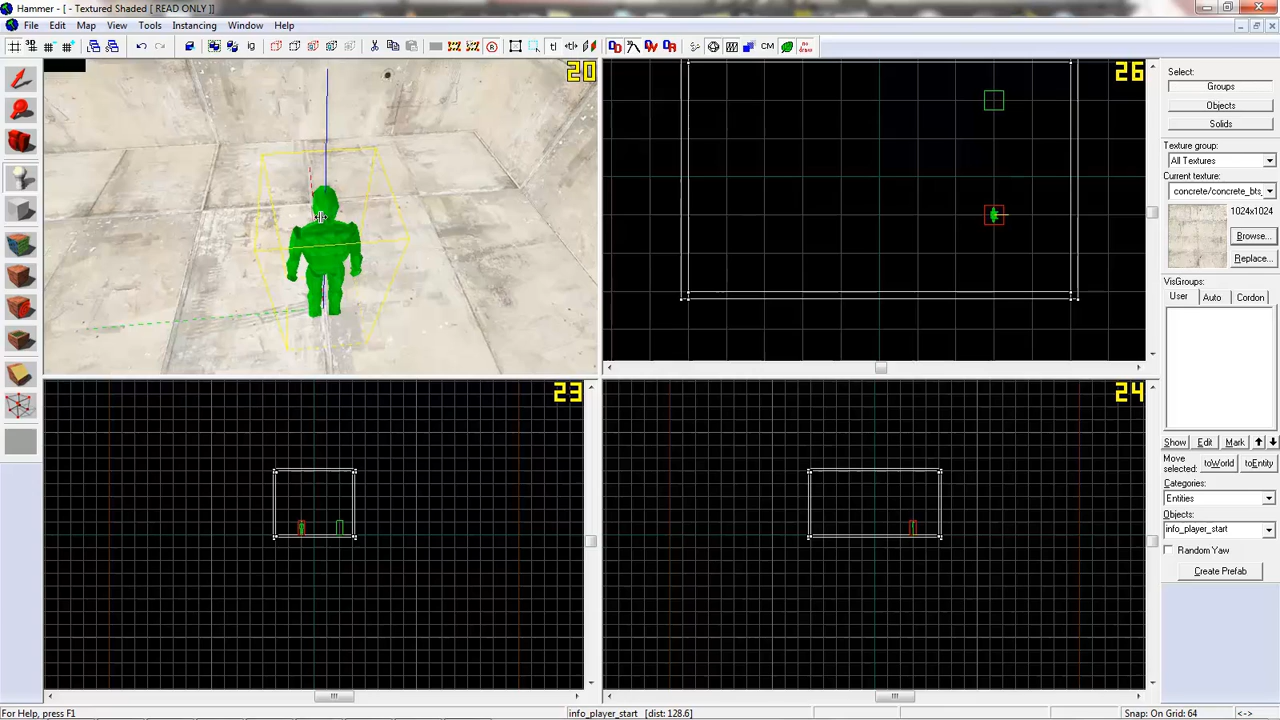 Hammer - [ - Textured Shaded [ READ ONLY ]]
File Edit Map View Tools Instancing Window Help
CM
20
26
23
24
Select:
Groups
Objects
Solids
Texture group:
All Textures
Current texture:
concrete/concrete_bts_
1024x1024
Browse...
Replace...
VisGroups:
User Auto Cordon
Show Edit Mark
Move
selected: toWorld toEntity
Categories:
Entities
Objects:
info_player_start
Random Yaw
Create Prefab
For Help, press F1
info_player_start [dist: 128.6]
Snap: On Grid: 64
<->